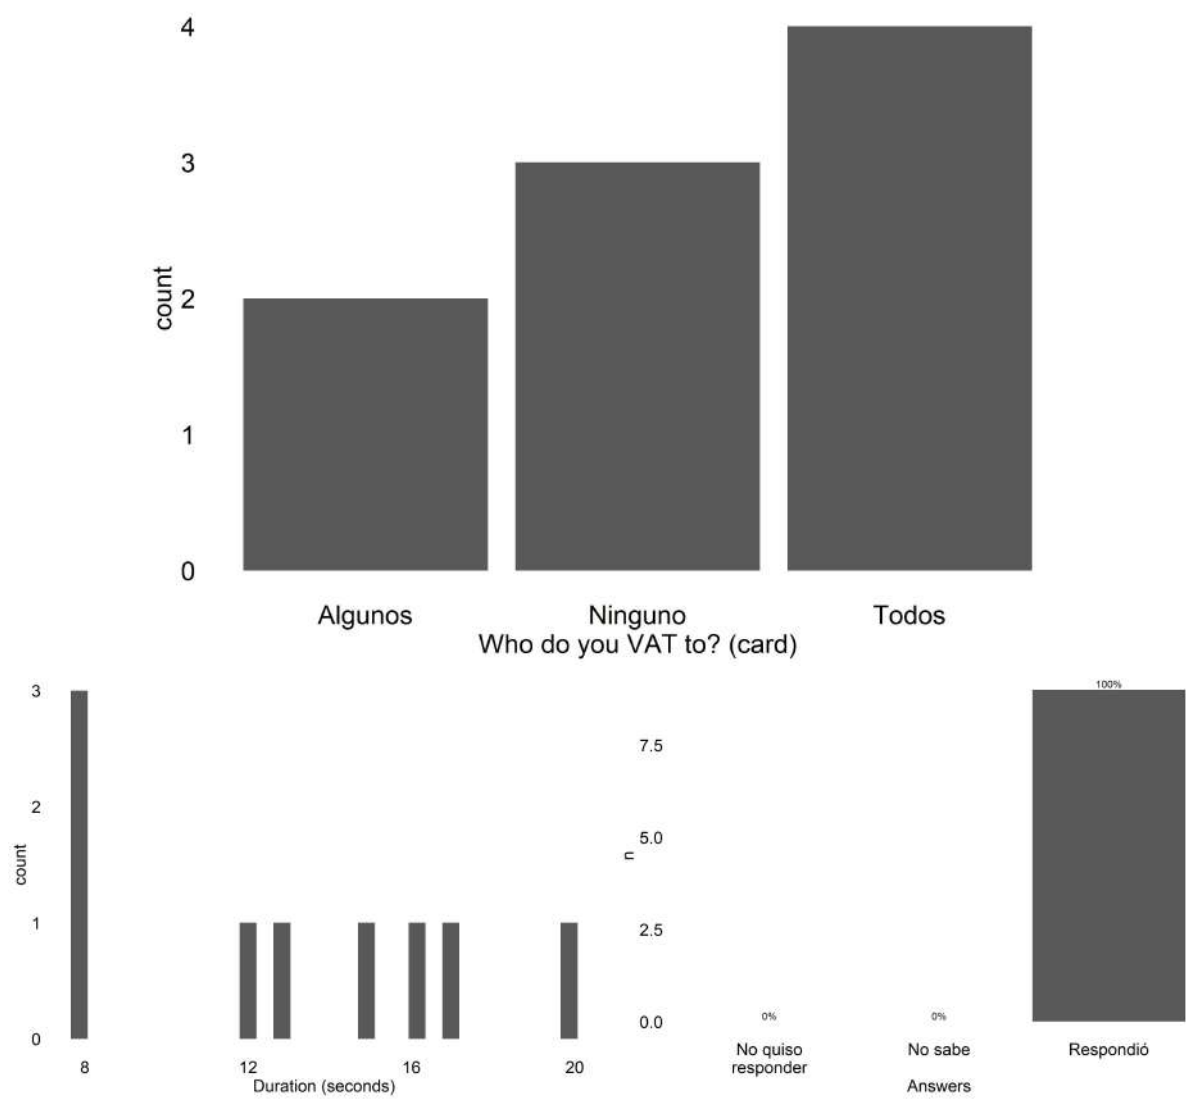 4
3
count
2
1
0
Algunos
Ninguno
Todos
Who do you VAT to? (card)
3
2
count
1
0
8
12
16
20
Duration (seconds)
100%
7.5
5.0
n
2.5
0.0
0%
0%
No quiso
responder
No sabe
Respondió
Answers